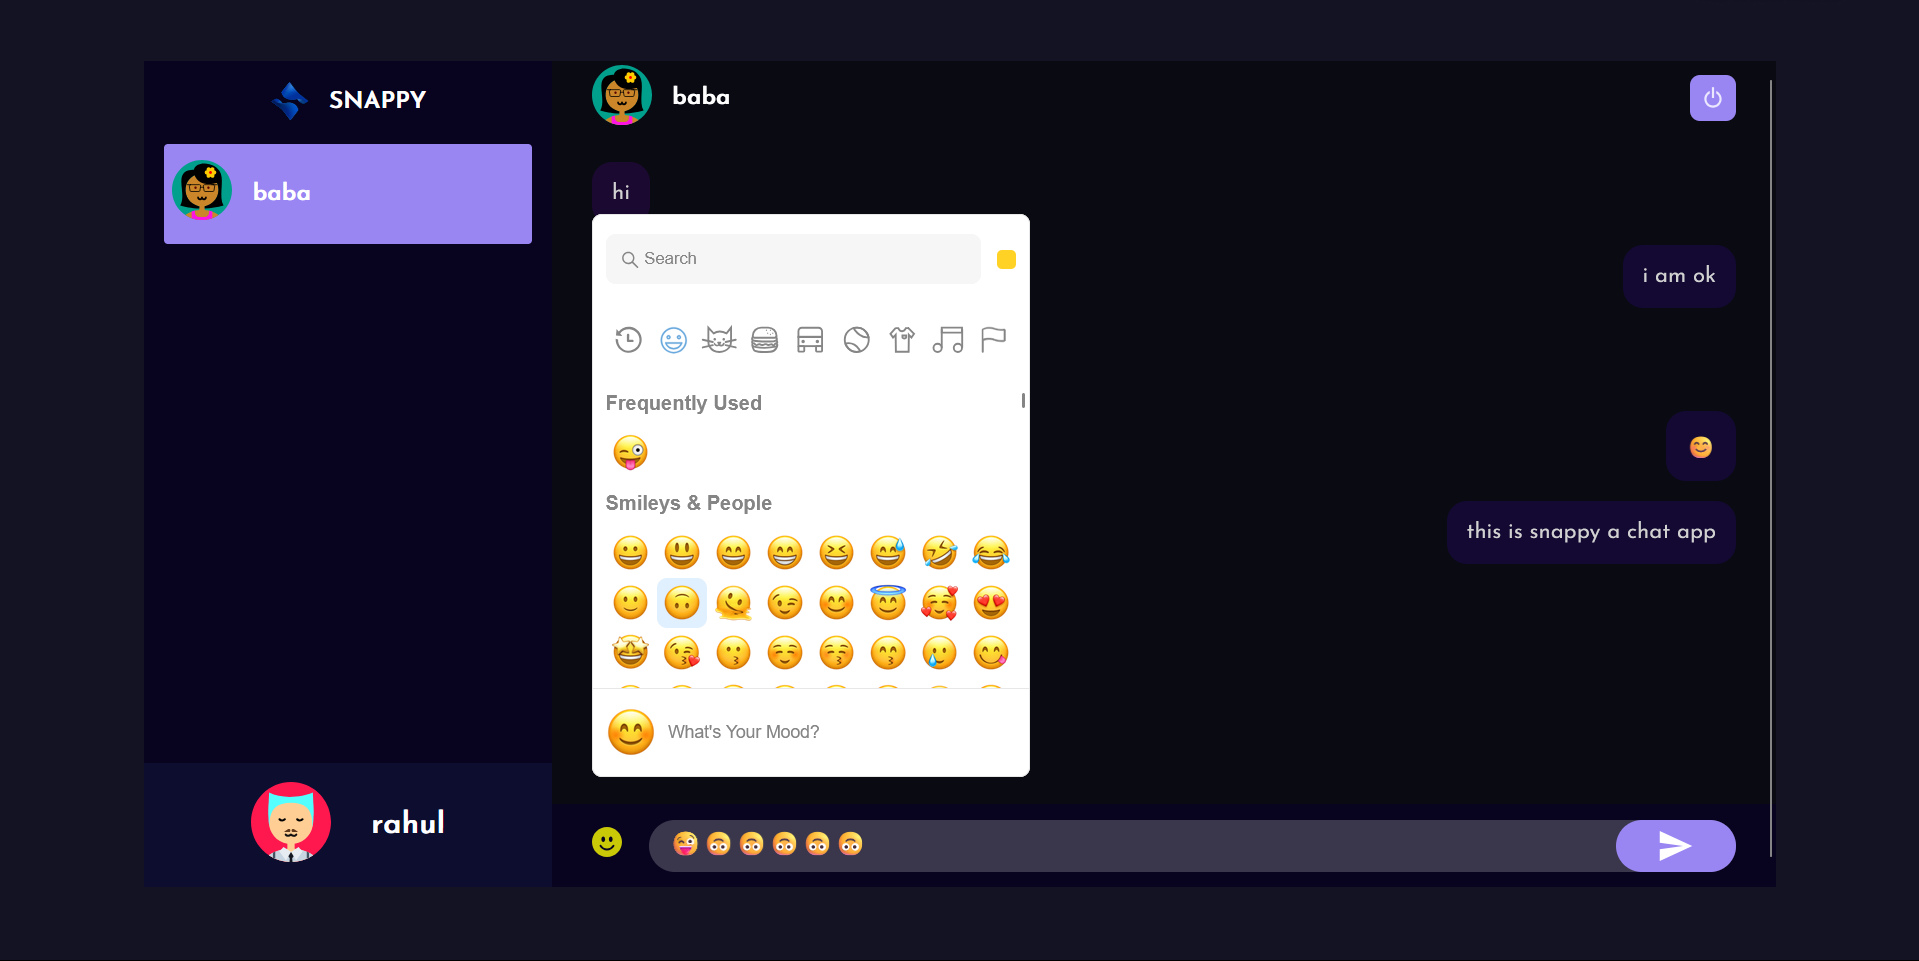 SNAPPY
baba
rahul
baba
hi
i am ok
😊
this is snappy a chat app
Search
Frequently Used
Smileys & People
What's Your Mood?
😜🙃🙃🙃🙃🙃